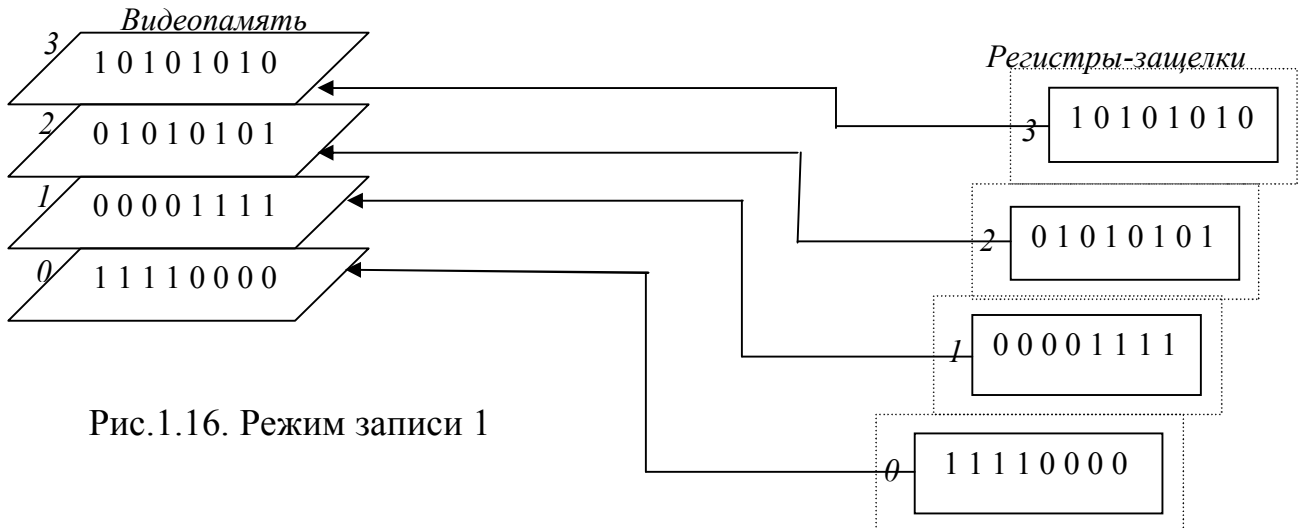 Видеопамять
3
1 0 1 0 1 0 1 0
2
0 1 0 1 0 1 0 1
1
0 0 0 0 1 1 1 1
0
1 1 1 1 0 0 0 0
Регистры-защелки
3
1 0 1 0 1 0 1 0
2
0 1 0 1 0 1 0 1
1
0 0 0 0 1 1 1 1
0
1 1 1 1 0 0 0 0
Рис.1.16. Режим записи 1